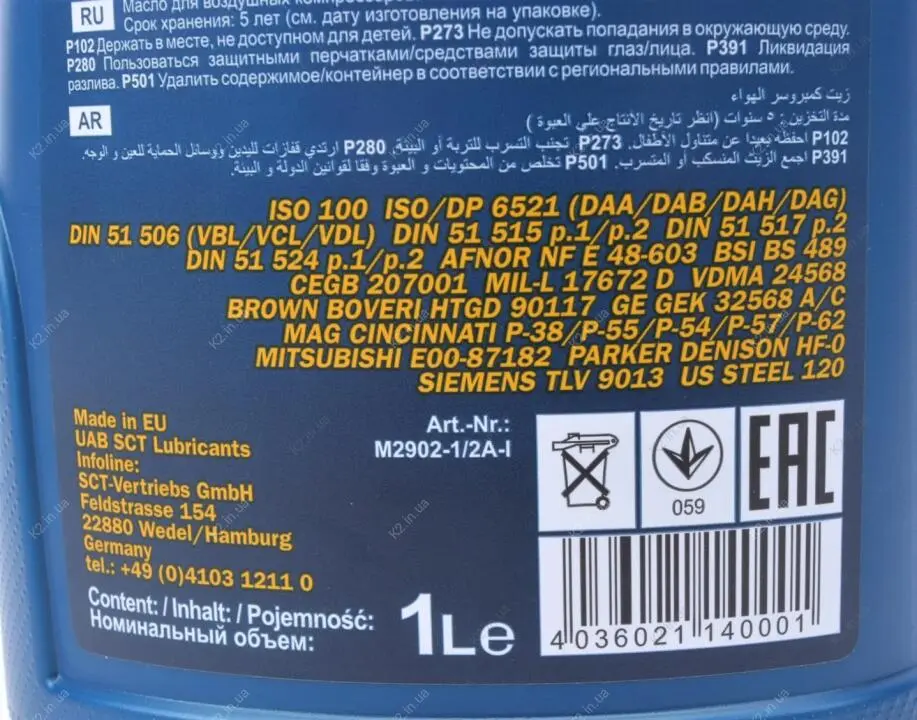 RU
Масло для воздушных компрессоров
Срок хранения: 5 лет (см. дату изготовления на упаковке).
P102 Держать в месте, не доступном для детей. P273 Не допускать попадания в окружающую среду.
P280 Пользоваться защитными перчатками/средствами защиты глаз/лица. P391 Ликвидация
разлива. P501 Удалить содержимое/контейнер в соответствии с региональными правилами.
AR
زيت كمبروسر الهواء
مدة التخزين: ٥ سنوات (انظر تاريخ الأنتاج علي العبوة)
P102 احفظه بعيدا عن متناول الأطفال. P273 تجنب التسرب للتربة أو البيئة. P280 ارتدي قفازات لليدين ووسائل الحماية للعين و الوجه.
P391 اجمع الزيت المنسكب أو المتسرب. P501 تخلص من المحتويات و العبوة وفقا لقوانين الدولة و البيئة.
ISO 100 ISO/DP 6521 (DAA/DAB/DAH/DAG)
DIN 51 506 (VBL/VCL/VDL) DIN 51 515 p.1/p.2 DIN 51 517 p.2
DIN 51 524 p.1/p.2 AFNOR NF E 48-603 BSI BS 489
CEGB 207001 MIL-L 17672 D VDMA 24568
BROWN BOVERI HTGD 90117 GE GEK 32568 A/C
MAG CINCINNATI P-38/P-55/P-54/P-57/P-62
MITSUBISHI E00-87182 PARKER DENISON HF-0
SIEMENS TLV 9013 US STEEL 120
Made in EU
UAB SCT Lubricants
Infoline:
SCT-Vertriebs GmbH
Feldstrasse 154
22880 Wedel/Hamburg
Germany
tel.: +49 (0)4103 1211 0
Art.-Nr.:
M2902-1/2A-I
059
EAC
Content: / Inhalt: / Pojemność:
Номинальный объем:
1Le
4 036021 140001
K2.in.ua